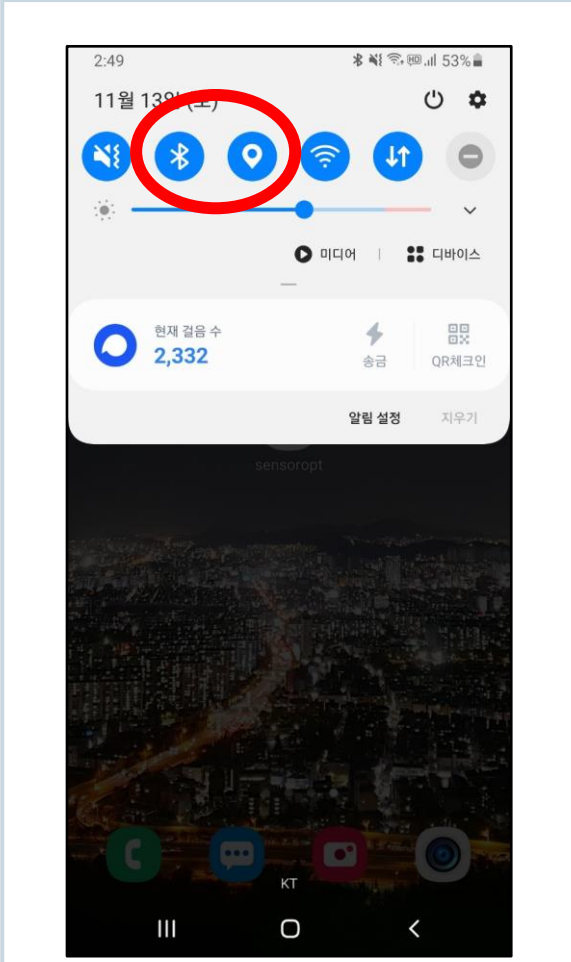 2:49 53%
11월 13일 (토)
미디어 | 디바이스
현재 걸음 수
2,332
송금
QR체크인
알림 설정 지우기
sensoropt
KT